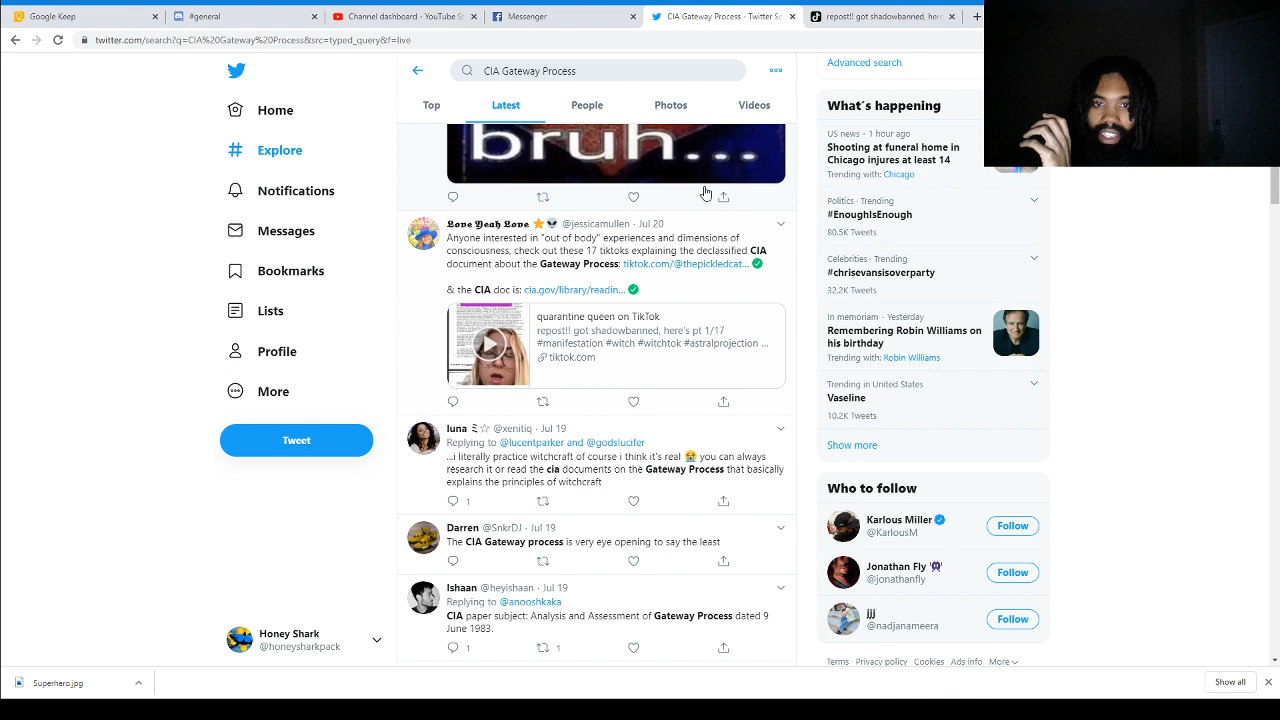 Google Keep
#general
Channel dashboard - YouTube St
Messenger
CIA Gateway Process - Twitter Se
repost!! got shadowbanned, here
twitter.com/search?q=CIA%20Gateway%20Process&src=typed_query&f=live
Home
Explore
Notifications
Messages
Bookmarks
Lists
Profile
More
Tweet
Honey Shark
@honeysharkpack
CIA Gateway Process
Top
Latest
People
Photos
Videos
bruh...
𝕷𝖔𝖛𝖊 𝖄𝖊𝖆𝖍 𝕷𝖔𝖛𝖊 ⭐👽 @jessicamullen · Jul 20
Anyone interested in "out of body" experiences and dimensions of
consciousness, check out these 17 tiktoks explaining the declassified CIA
document about the Gateway Process: tiktok.com/@thepickledcat...
& the CIA doc is: cia.gov/library/readin...
quarantine queen on TikTok
repost!! got shadowbanned, here's pt 1/17
#manifestation #witch #witchtok #astralprojection ...
tiktok.com
luna ミ☆ @xenitiq · Jul 19
Replying to @lucentparker and @godslucifer
...i literally practice witchcraft of course i think it's real 😭 you can always
research it or read the cia documents on the Gateway Process that basically
explains the principles of witchcraft
1
Darren @SnkrDJ · Jul 19
The CIA Gateway process is very eye opening to say the least
Ishaan @heyishaan · Jul 19
Replying to @anooshkaka
CIA paper subject: Analysis and Assessment of Gateway Process dated 9
June 1983.
1 1
Advanced search
What's happening
US news · 1 hour ago
Shooting at funeral home in
Chicago injures at least 14
Trending with: Chicago
Politics · Trending
#EnoughIsEnough
80.5K Tweets
Celebrities · Trending
#chrisevansisoverparty
32.2K Tweets
In memoriam · Yesterday
Remembering Robin Williams on
his birthday
Trending with: Robin Williams
Trending in United States
Vaseline
10.2K Tweets
Show more
Who to follow
Karlous Miller
@KarlousM
Follow
Jonathan Fly
@jonathanfly
Follow
jjj
@nadjanameera
Follow
Terms Privacy policy Cookies Ads info More
Superhero.jpg
Show all